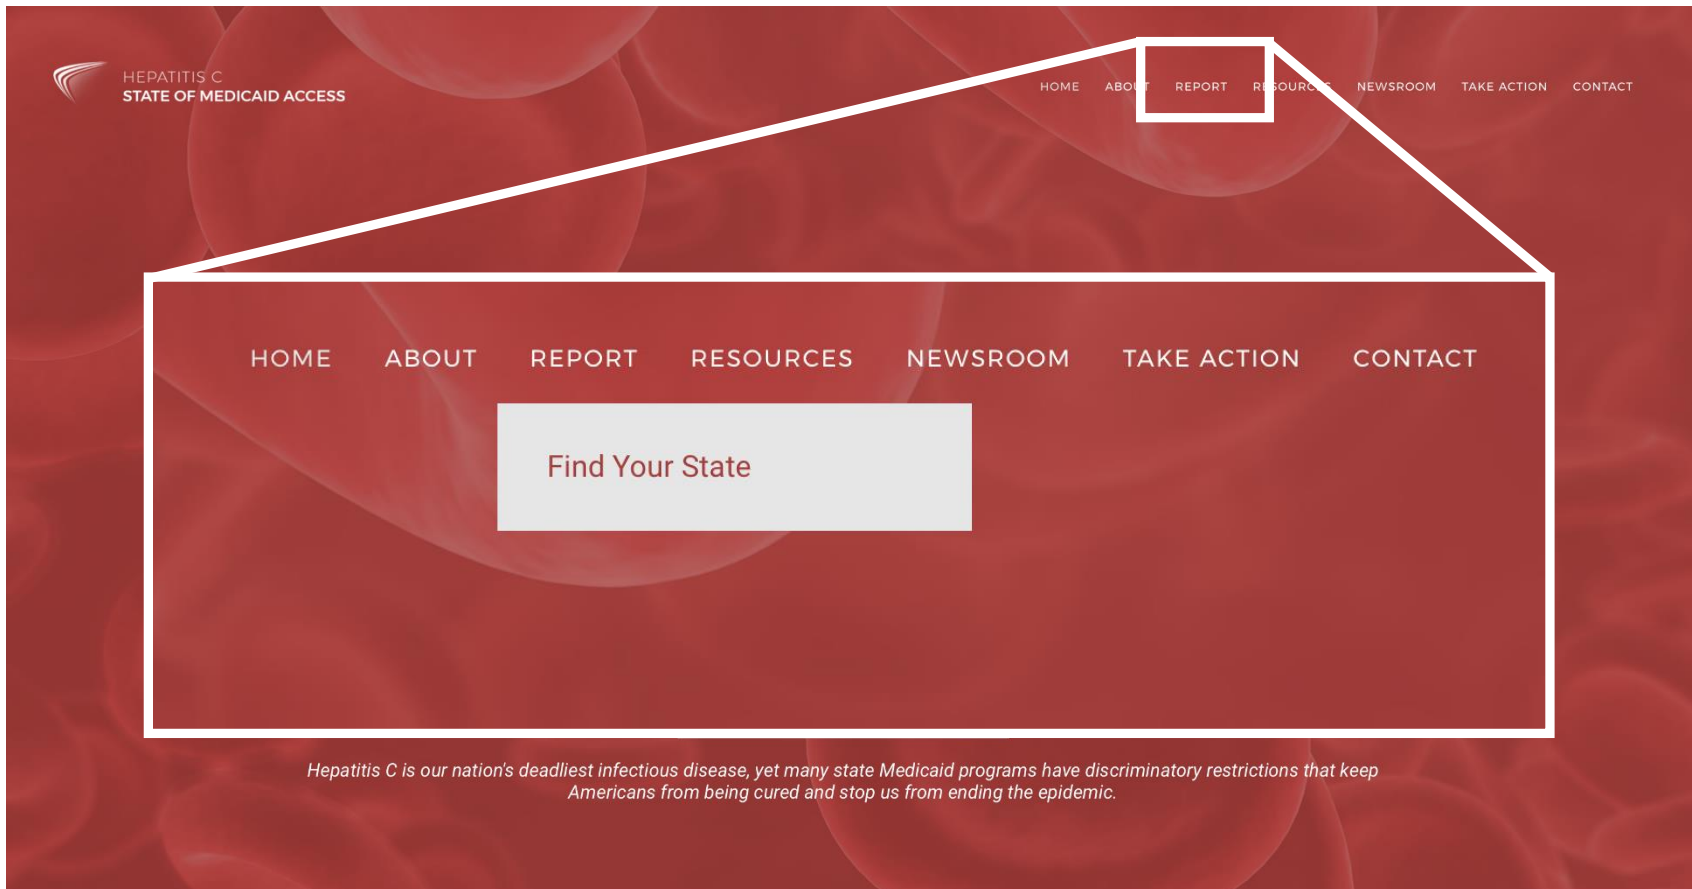 HEPATITIS C
STATE OF MEDICAID ACCESS
HOME ABOUT REPORT RESOURCES NEWSROOM TAKE ACTION CONTACT
HOME ABOUT REPORT RESOURCES NEWSROOM TAKE ACTION CONTACT
Find Your State
Hepatitis C is our nation's deadliest infectious disease, yet many state Medicaid programs have discriminatory restrictions that keep
Americans from being cured and stop us from ending the epidemic.